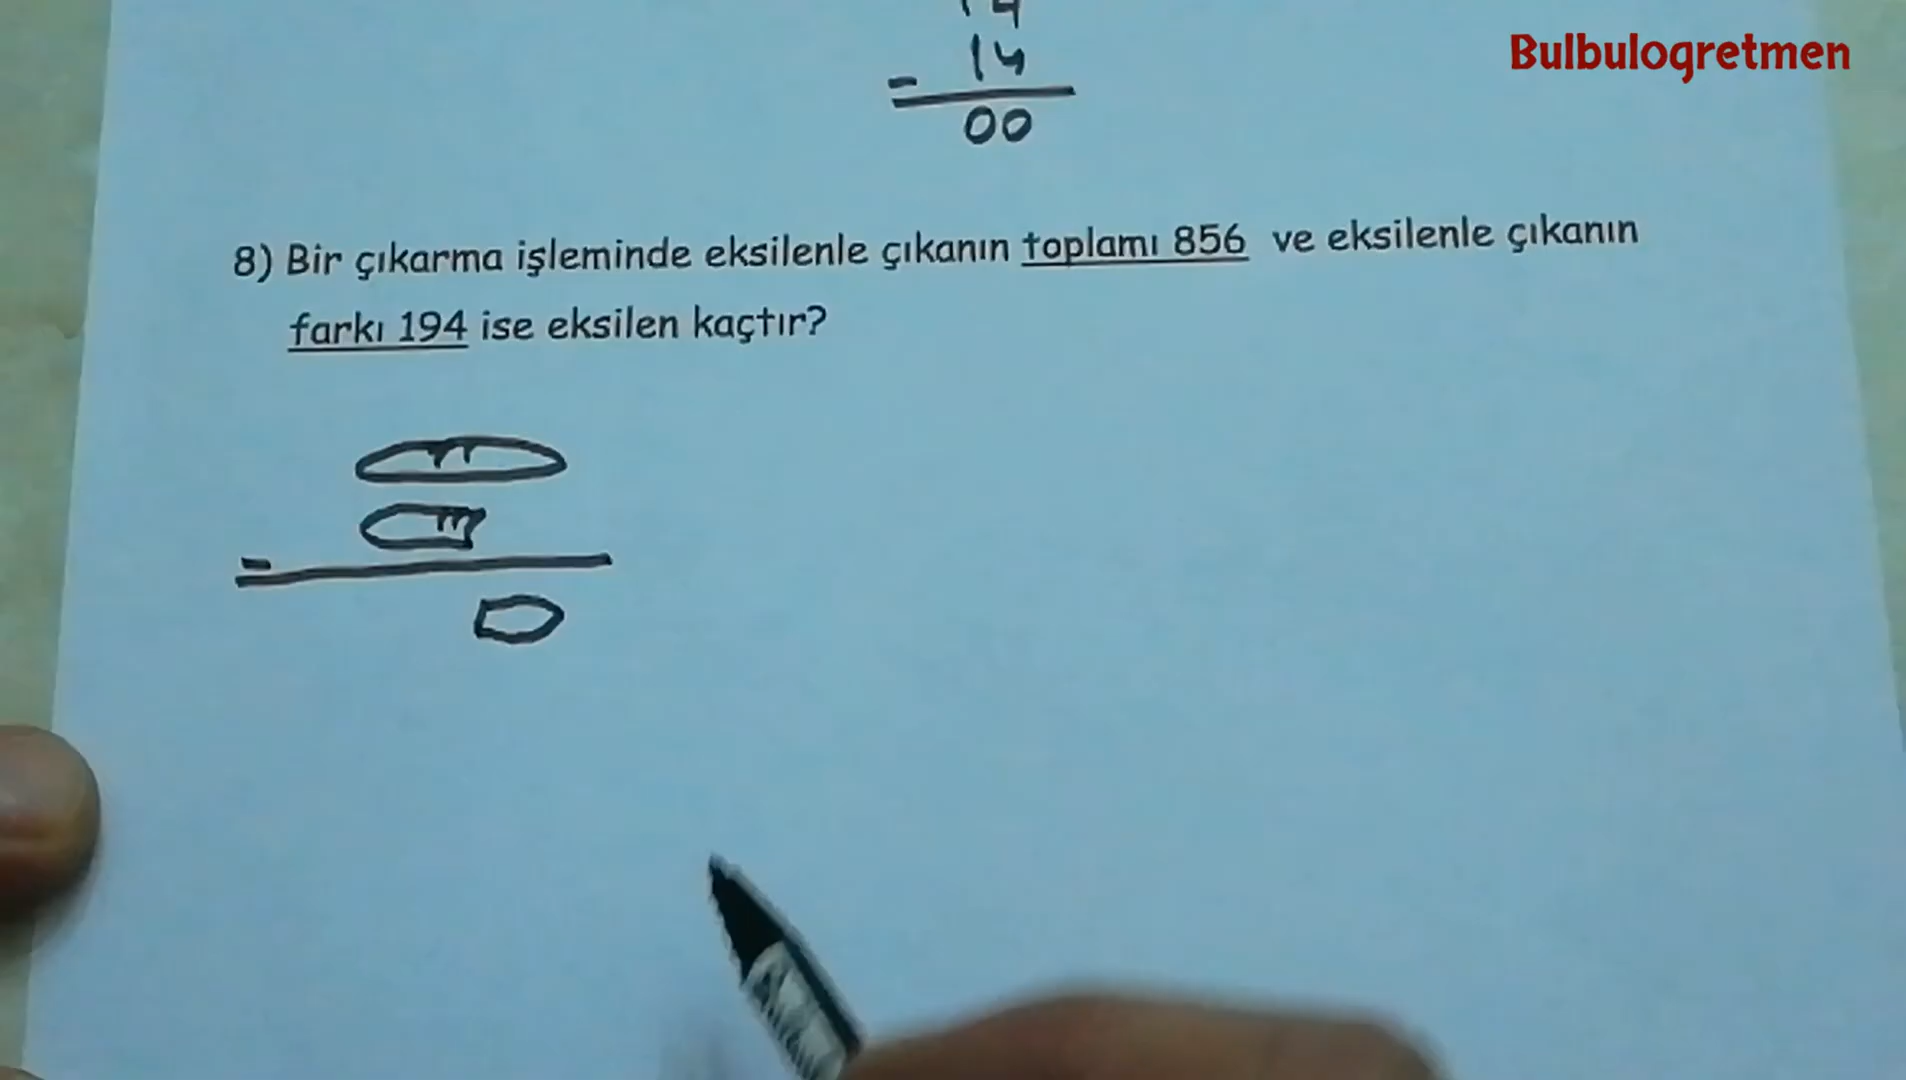 Bulbulogretmen
14
- 14
00
8) Bir çıkarma işleminde eksilenle çıkanın toplamı 856 ve eksilenle çıkanın
farkı 194 ise eksilen kaçtır?
-